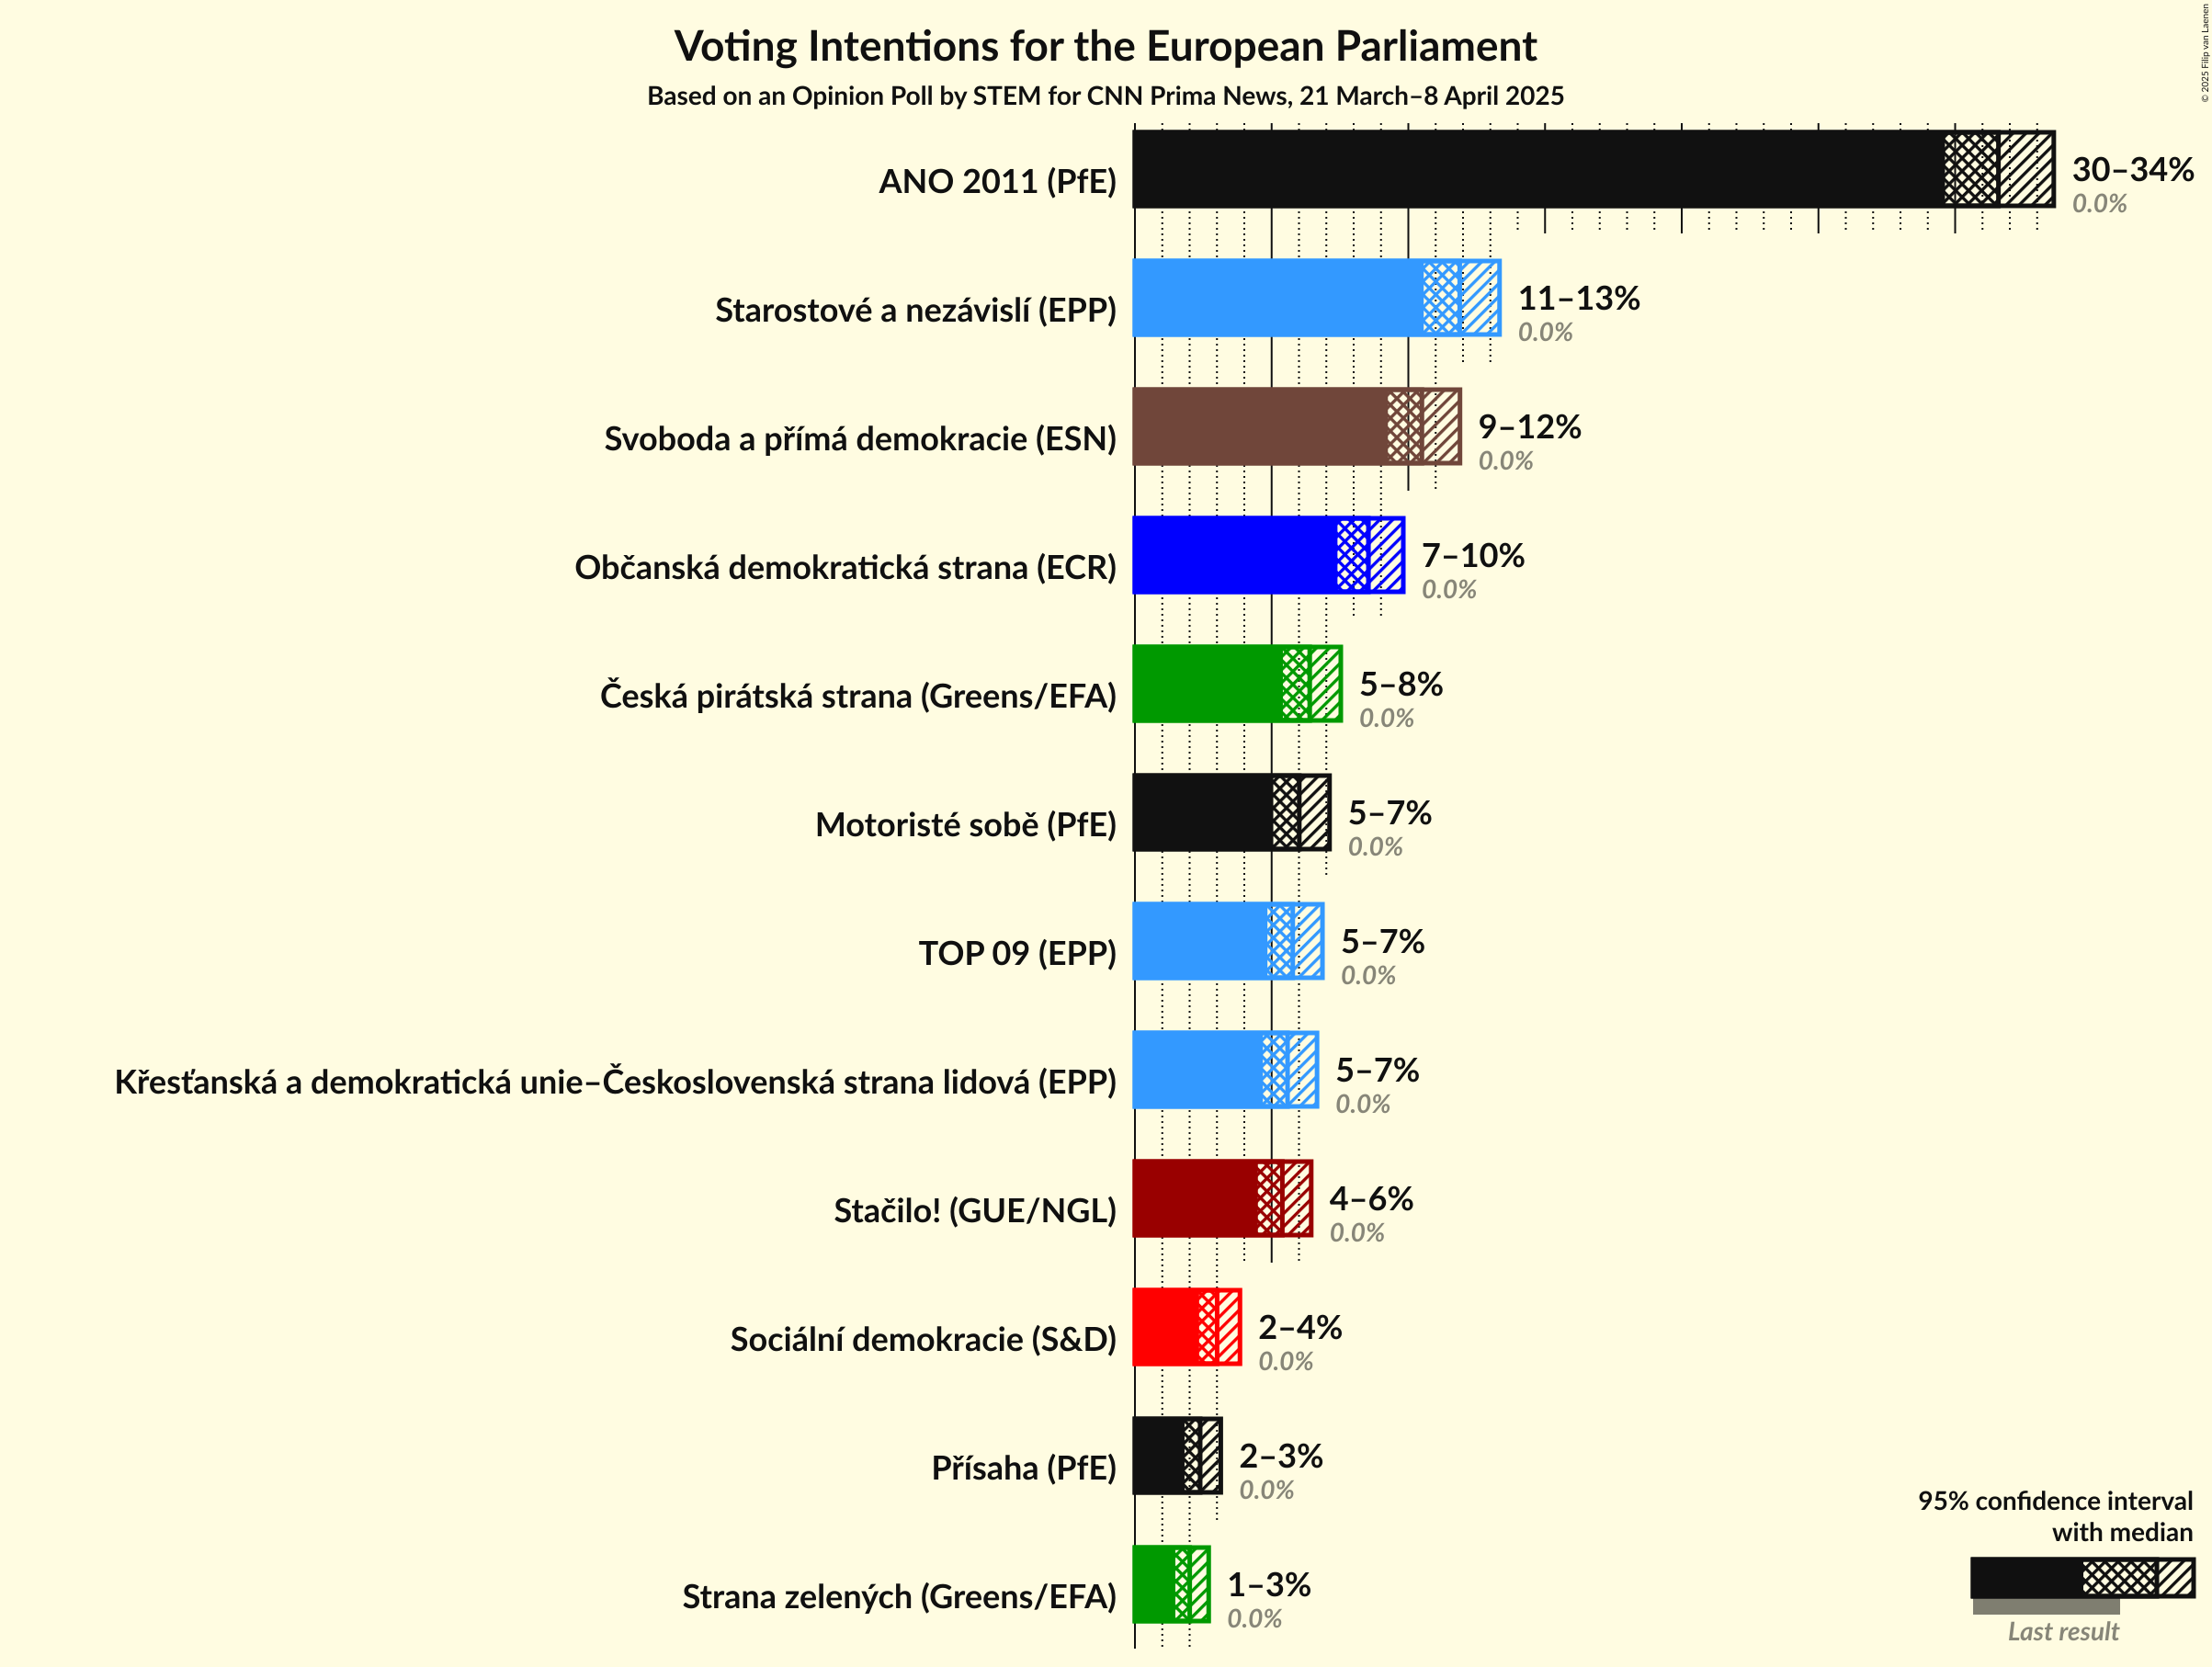 Voting Intentions for the European Parliament
Based on an Opinion Poll by STEM for CNN Prima News, 21 March–8 April 2025
© 2025 Filip van Laenen
ANO 2011 (PfE)
30–34%
0.0%
Starostové a nezávislí (EPP)
11–13%
0.0%
Svoboda a přímá demokracie (ESN)
9–12%
0.0%
Občanská demokratická strana (ECR)
7–10%
0.0%
Česká pirátská strana (Greens/EFA)
5–8%
0.0%
Motoristé sobě (PfE)
5–7%
0.0%
TOP 09 (EPP)
5–7%
0.0%
Křesťanská a demokratická unie–Československá strana lidová (EPP)
5–7%
0.0%
Stačilo! (GUE/NGL)
4–6%
0.0%
Sociální demokracie (S&D)
2–4%
0.0%
Přísaha (PfE)
2–3%
0.0%
Strana zelených (Greens/EFA)
1–3%
0.0%
95% confidence interval
with median
Last result